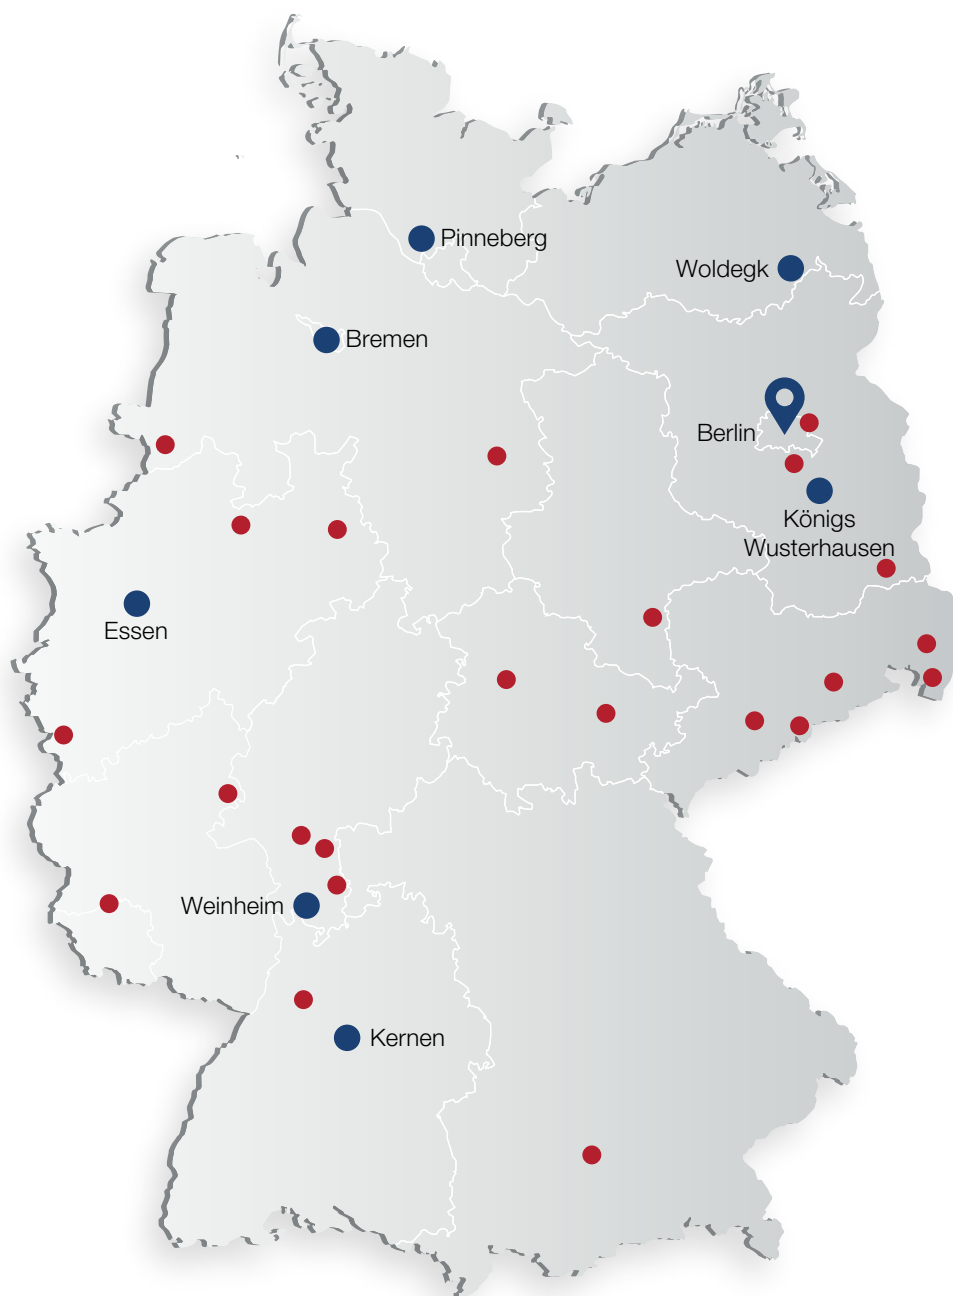 Pinneberg
Woldegk
Bremen
Berlin
Königs
Wusterhausen
Essen
Weinheim
Kernen